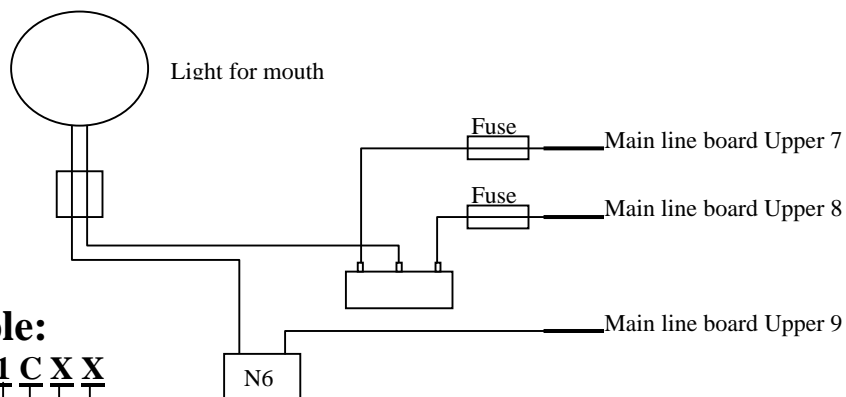 Light for mouth
Fuse
Main line board Upper 7
Fuse
Main line board Upper 8
Main line board Upper 9
1 C X X
N6